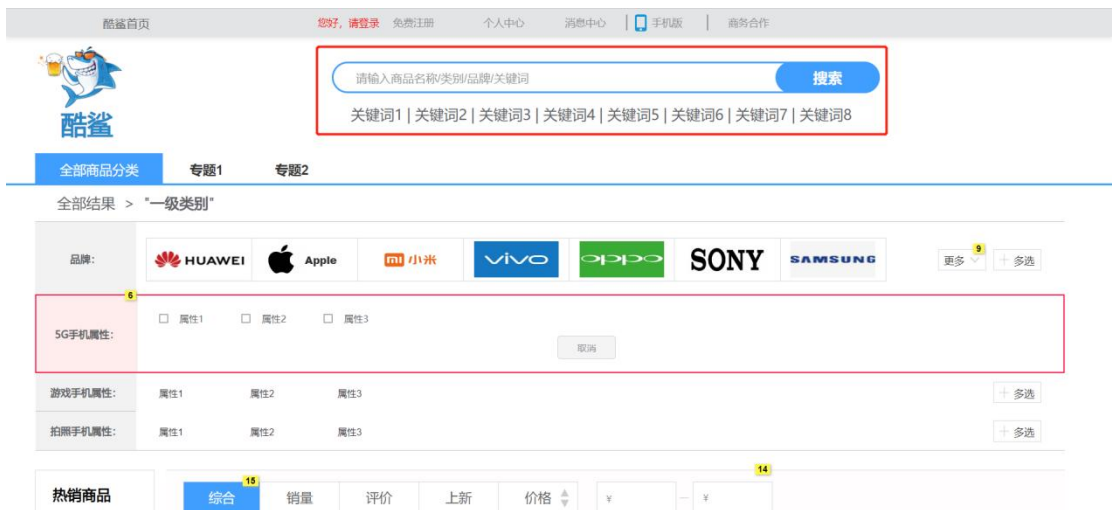 酷鲨首页 您好, 请登录 免费注册 个人中心 消息中心 手机版 商务合作
请输入商品名称/类别/品牌/关键词 搜索
关键词1 | 关键词2 | 关键词3 | 关键词4 | 关键词5 | 关键词6 | 关键词7 | 关键词8
酷鲨
全部商品分类 专题1 专题2
全部结果 > "一级类别"
品牌: HUAWEI Apple 小米 vivo oppo SONY SAMSUNG 更多 9 + 多选
6
5G手机属性: 属性1 属性2 属性3
取消
游戏手机属性: 属性1 属性2 属性3 + 多选
拍照手机属性: 属性1 属性2 属性3 + 多选
热销商品 综合 15 销量 评价 上新 价格 ¥ — ¥ 14